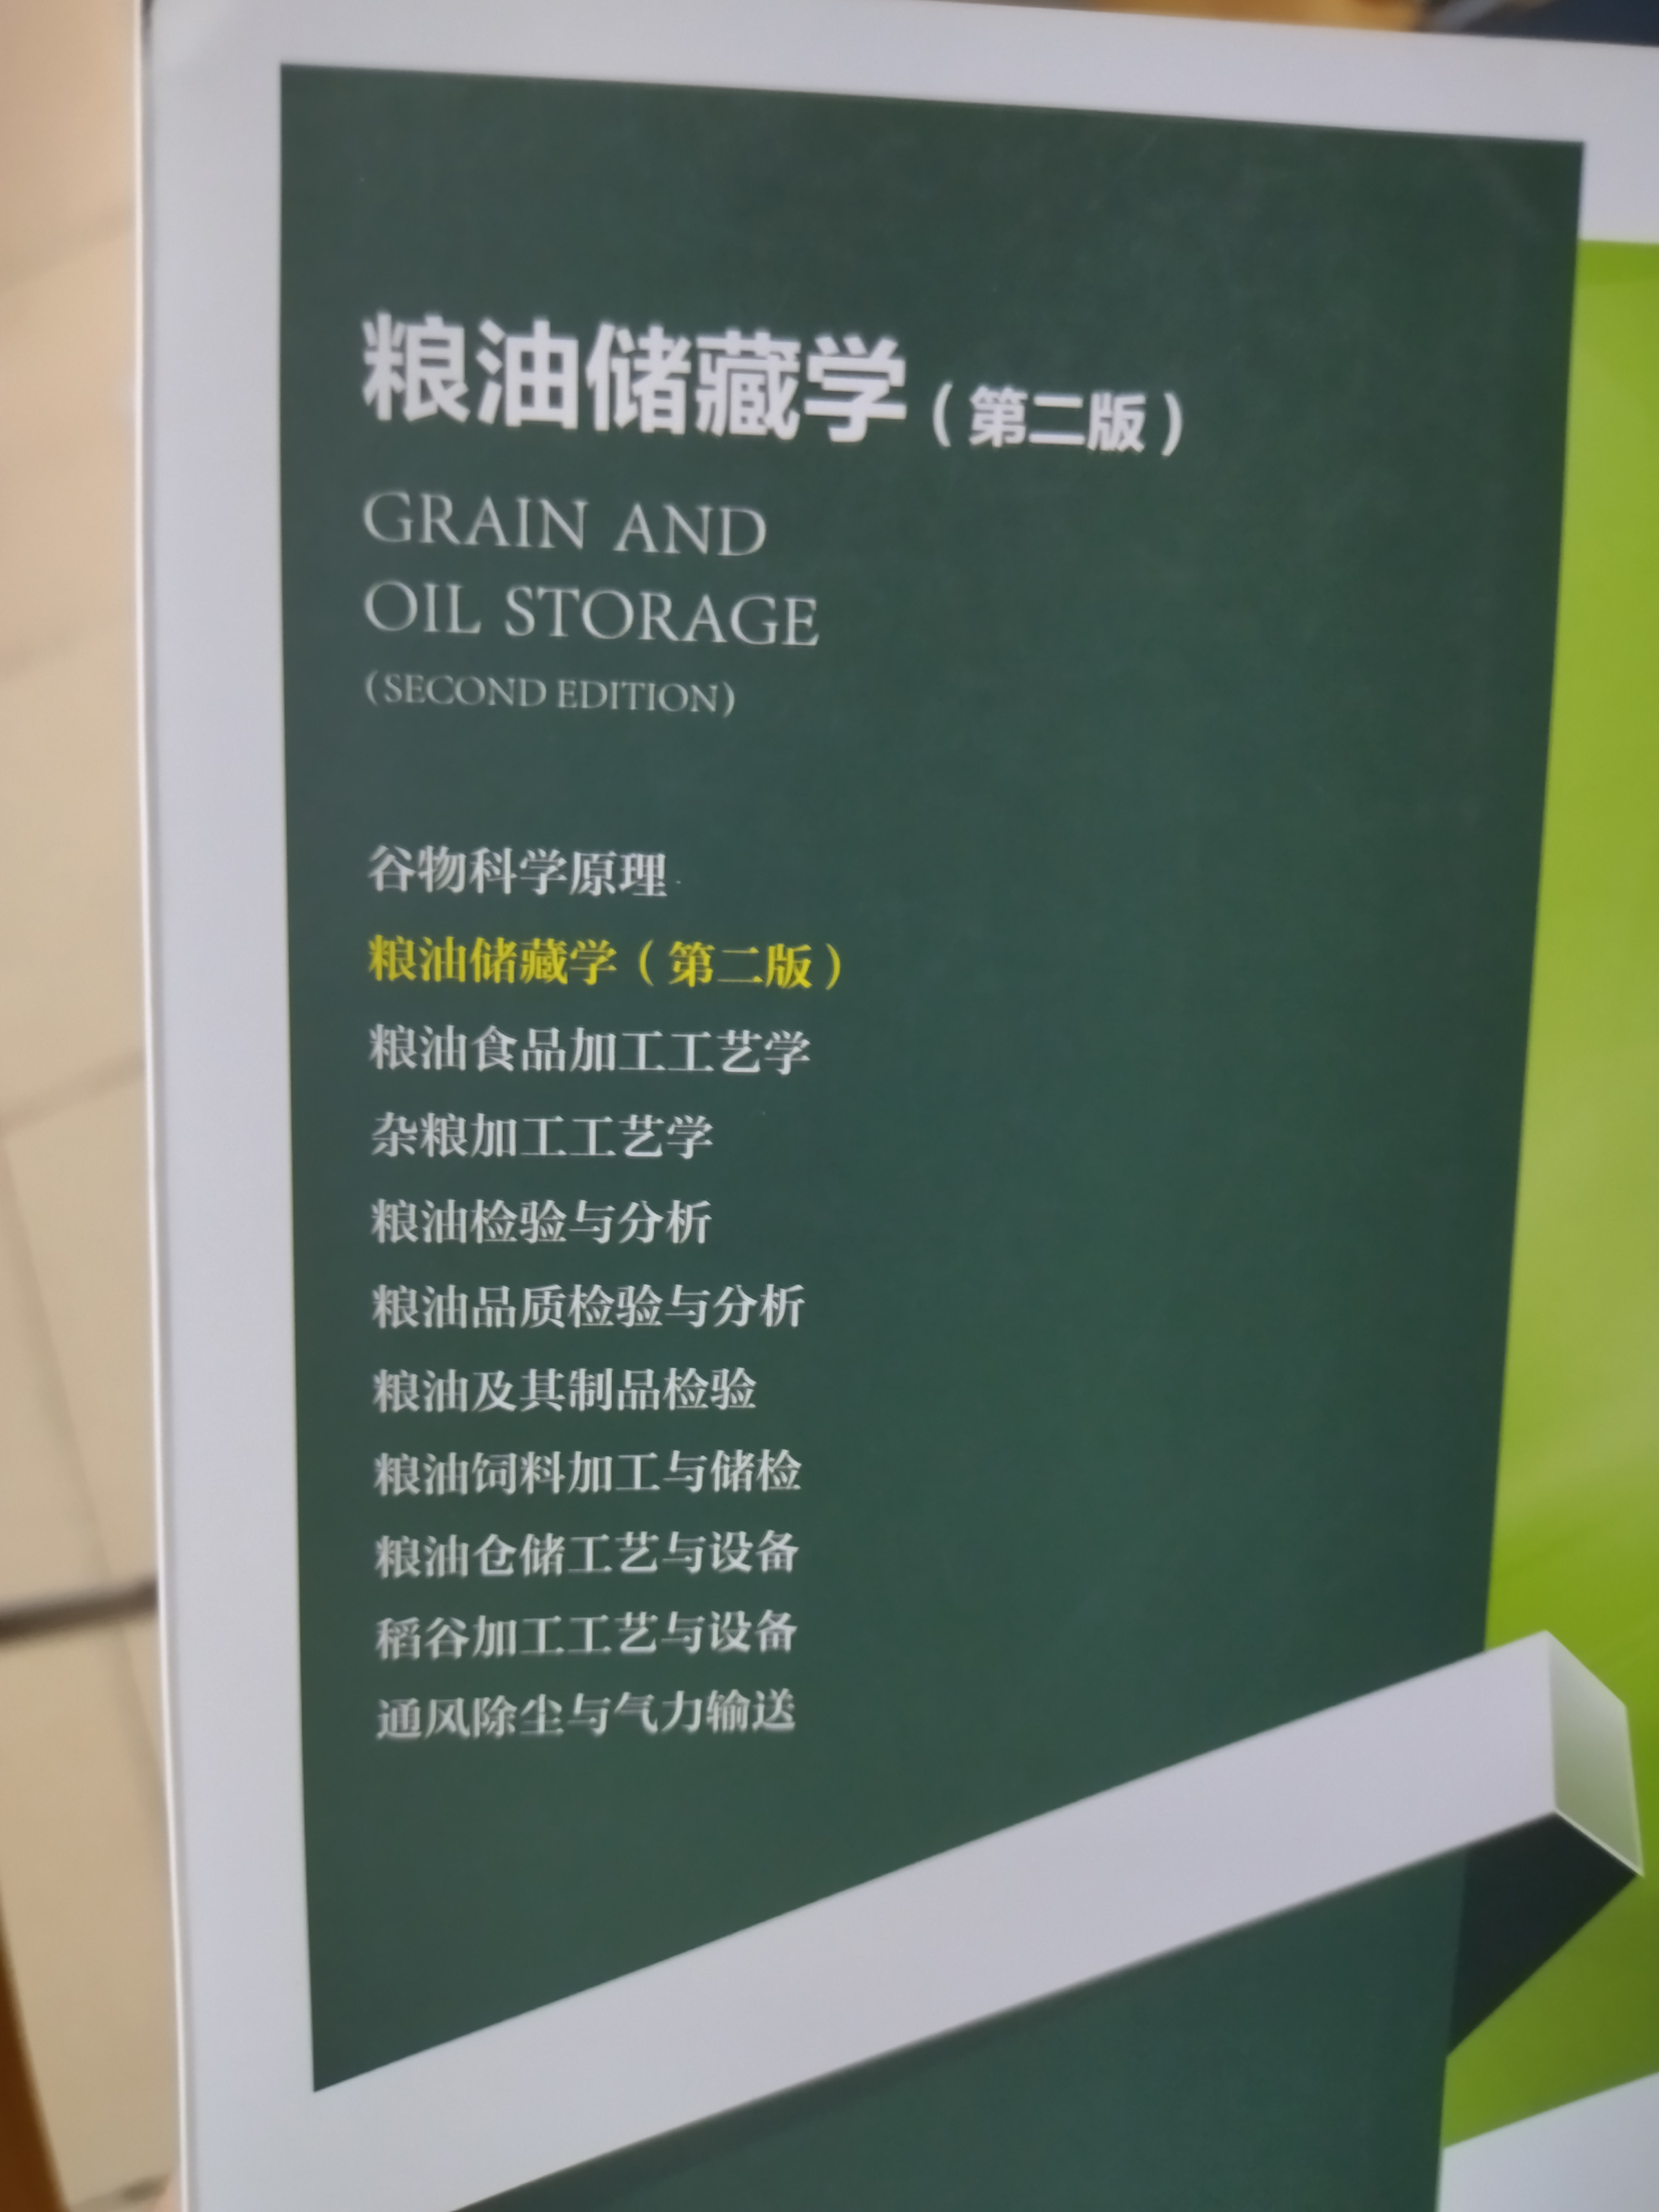 粮油储藏学（第二版）
GRAIN AND
OIL STORAGE
(SECOND EDITION)
谷物科学原理
粮油储藏学（第二版）
粮油食品加工工艺学
杂粮加工工艺学
粮油检验与分析
粮油品质检验与分析
粮油及其制品检验
粮油饲料加工与储检
粮油仓储工艺与设备
稻谷加工工艺与设备
通风除尘与气力输送